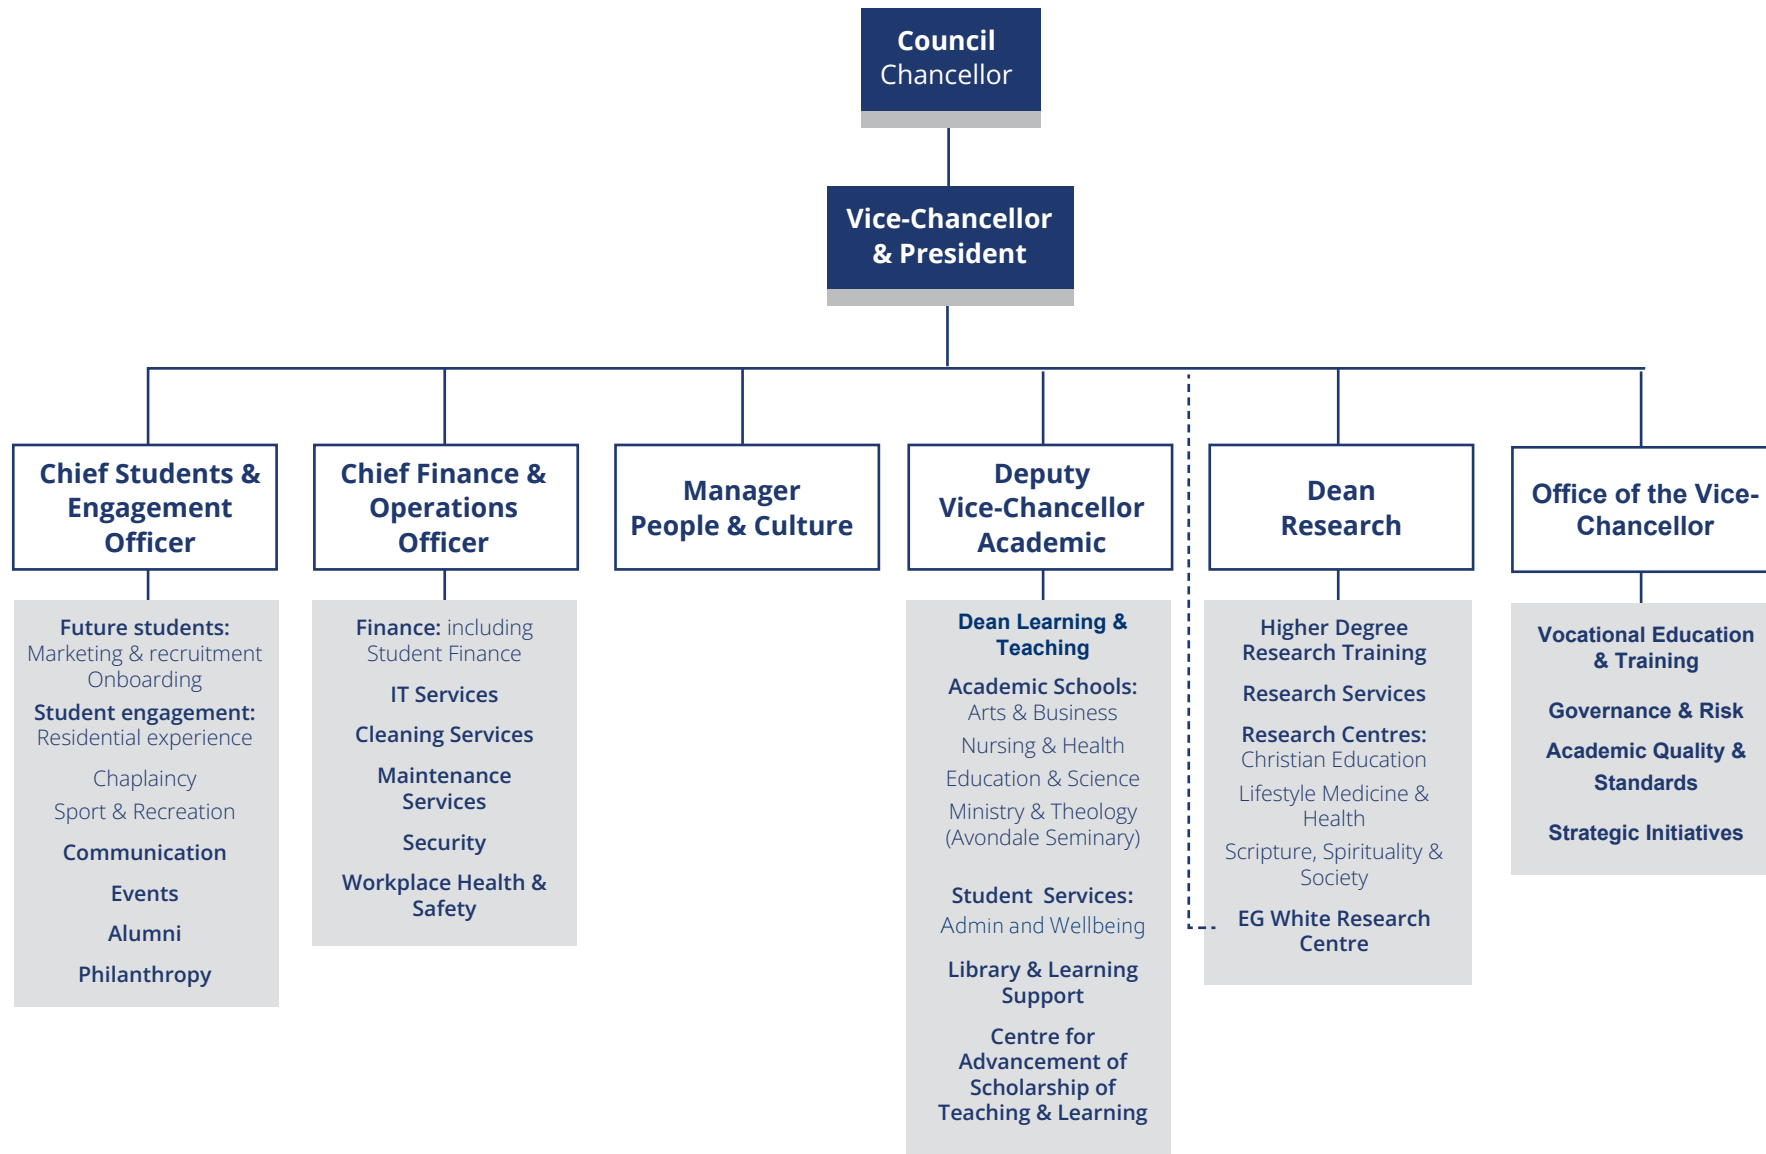 Council
Chancellor
Vice-Chancellor
& President
Chief Students &
Engagement
Officer
Future students:
Marketing & recruitment
Onboarding
Student engagement:
Residential experience
Chaplaincy
Sport & Recreation
Communication
Events
Alumni
Philanthropy
Chief Finance &
Operations
Officer
Finance: including
Student Finance
IT Services
Cleaning Services
Maintenance
Services
Security
Workplace Health &
Safety
Manager
People & Culture
Deputy
Vice-Chancellor
Academic
Dean Learning &
Teaching
Academic Schools:
Arts & Business
Nursing & Health
Education & Science
Ministry & Theology
(Avondale Seminary)
Student Services:
Admin and Wellbeing
Library & Learning
Support
Centre for
Advancement of
Scholarship of
Teaching & Learning
Dean
Research
Higher Degree
Research Training
Research Services
Research Centres:
Christian Education
Lifestyle Medicine &
Health
Scripture, Spirituality &
Society
EG White Research
Centre
Office of the Vice-
Chancellor
Vocational Education
& Training
Governance & Risk
Academic Quality &
Standards
Strategic Initiatives